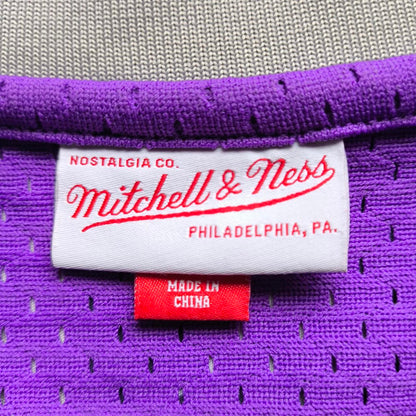 NOSTALGIA CO.
Mitchell & Ness
PHILADELPHIA, PA.
MADE IN
CHINA